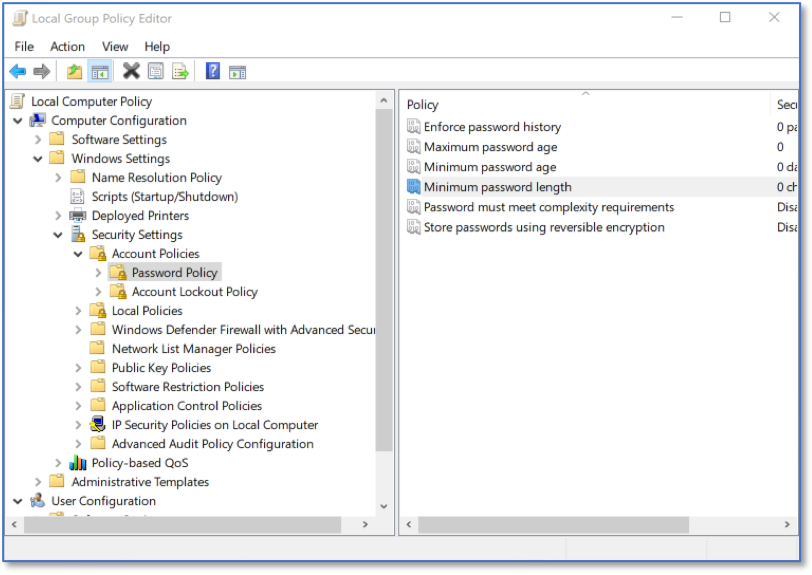 Local Group Policy Editor
File Action View Help
Local Computer Policy
Computer Configuration
Software Settings
Windows Settings
Name Resolution Policy
Scripts (Startup/Shutdown)
Deployed Printers
Security Settings
Account Policies
Password Policy
Account Lockout Policy
Local Policies
Windows Defender Firewall with Advanced Secu
Network List Manager Policies
Public Key Policies
Software Restriction Policies
Application Control Policies
IP Security Policies on Local Computer
Advanced Audit Policy Configuration
Policy-based QoS
Administrative Templates
User Configuration
Policy Secu
Enforce password history 0 pa
Maximum password age 0
Minimum password age 0 da
Minimum password length 0 ch
Password must meet complexity requirements Disa
Store passwords using reversible encryption Disa